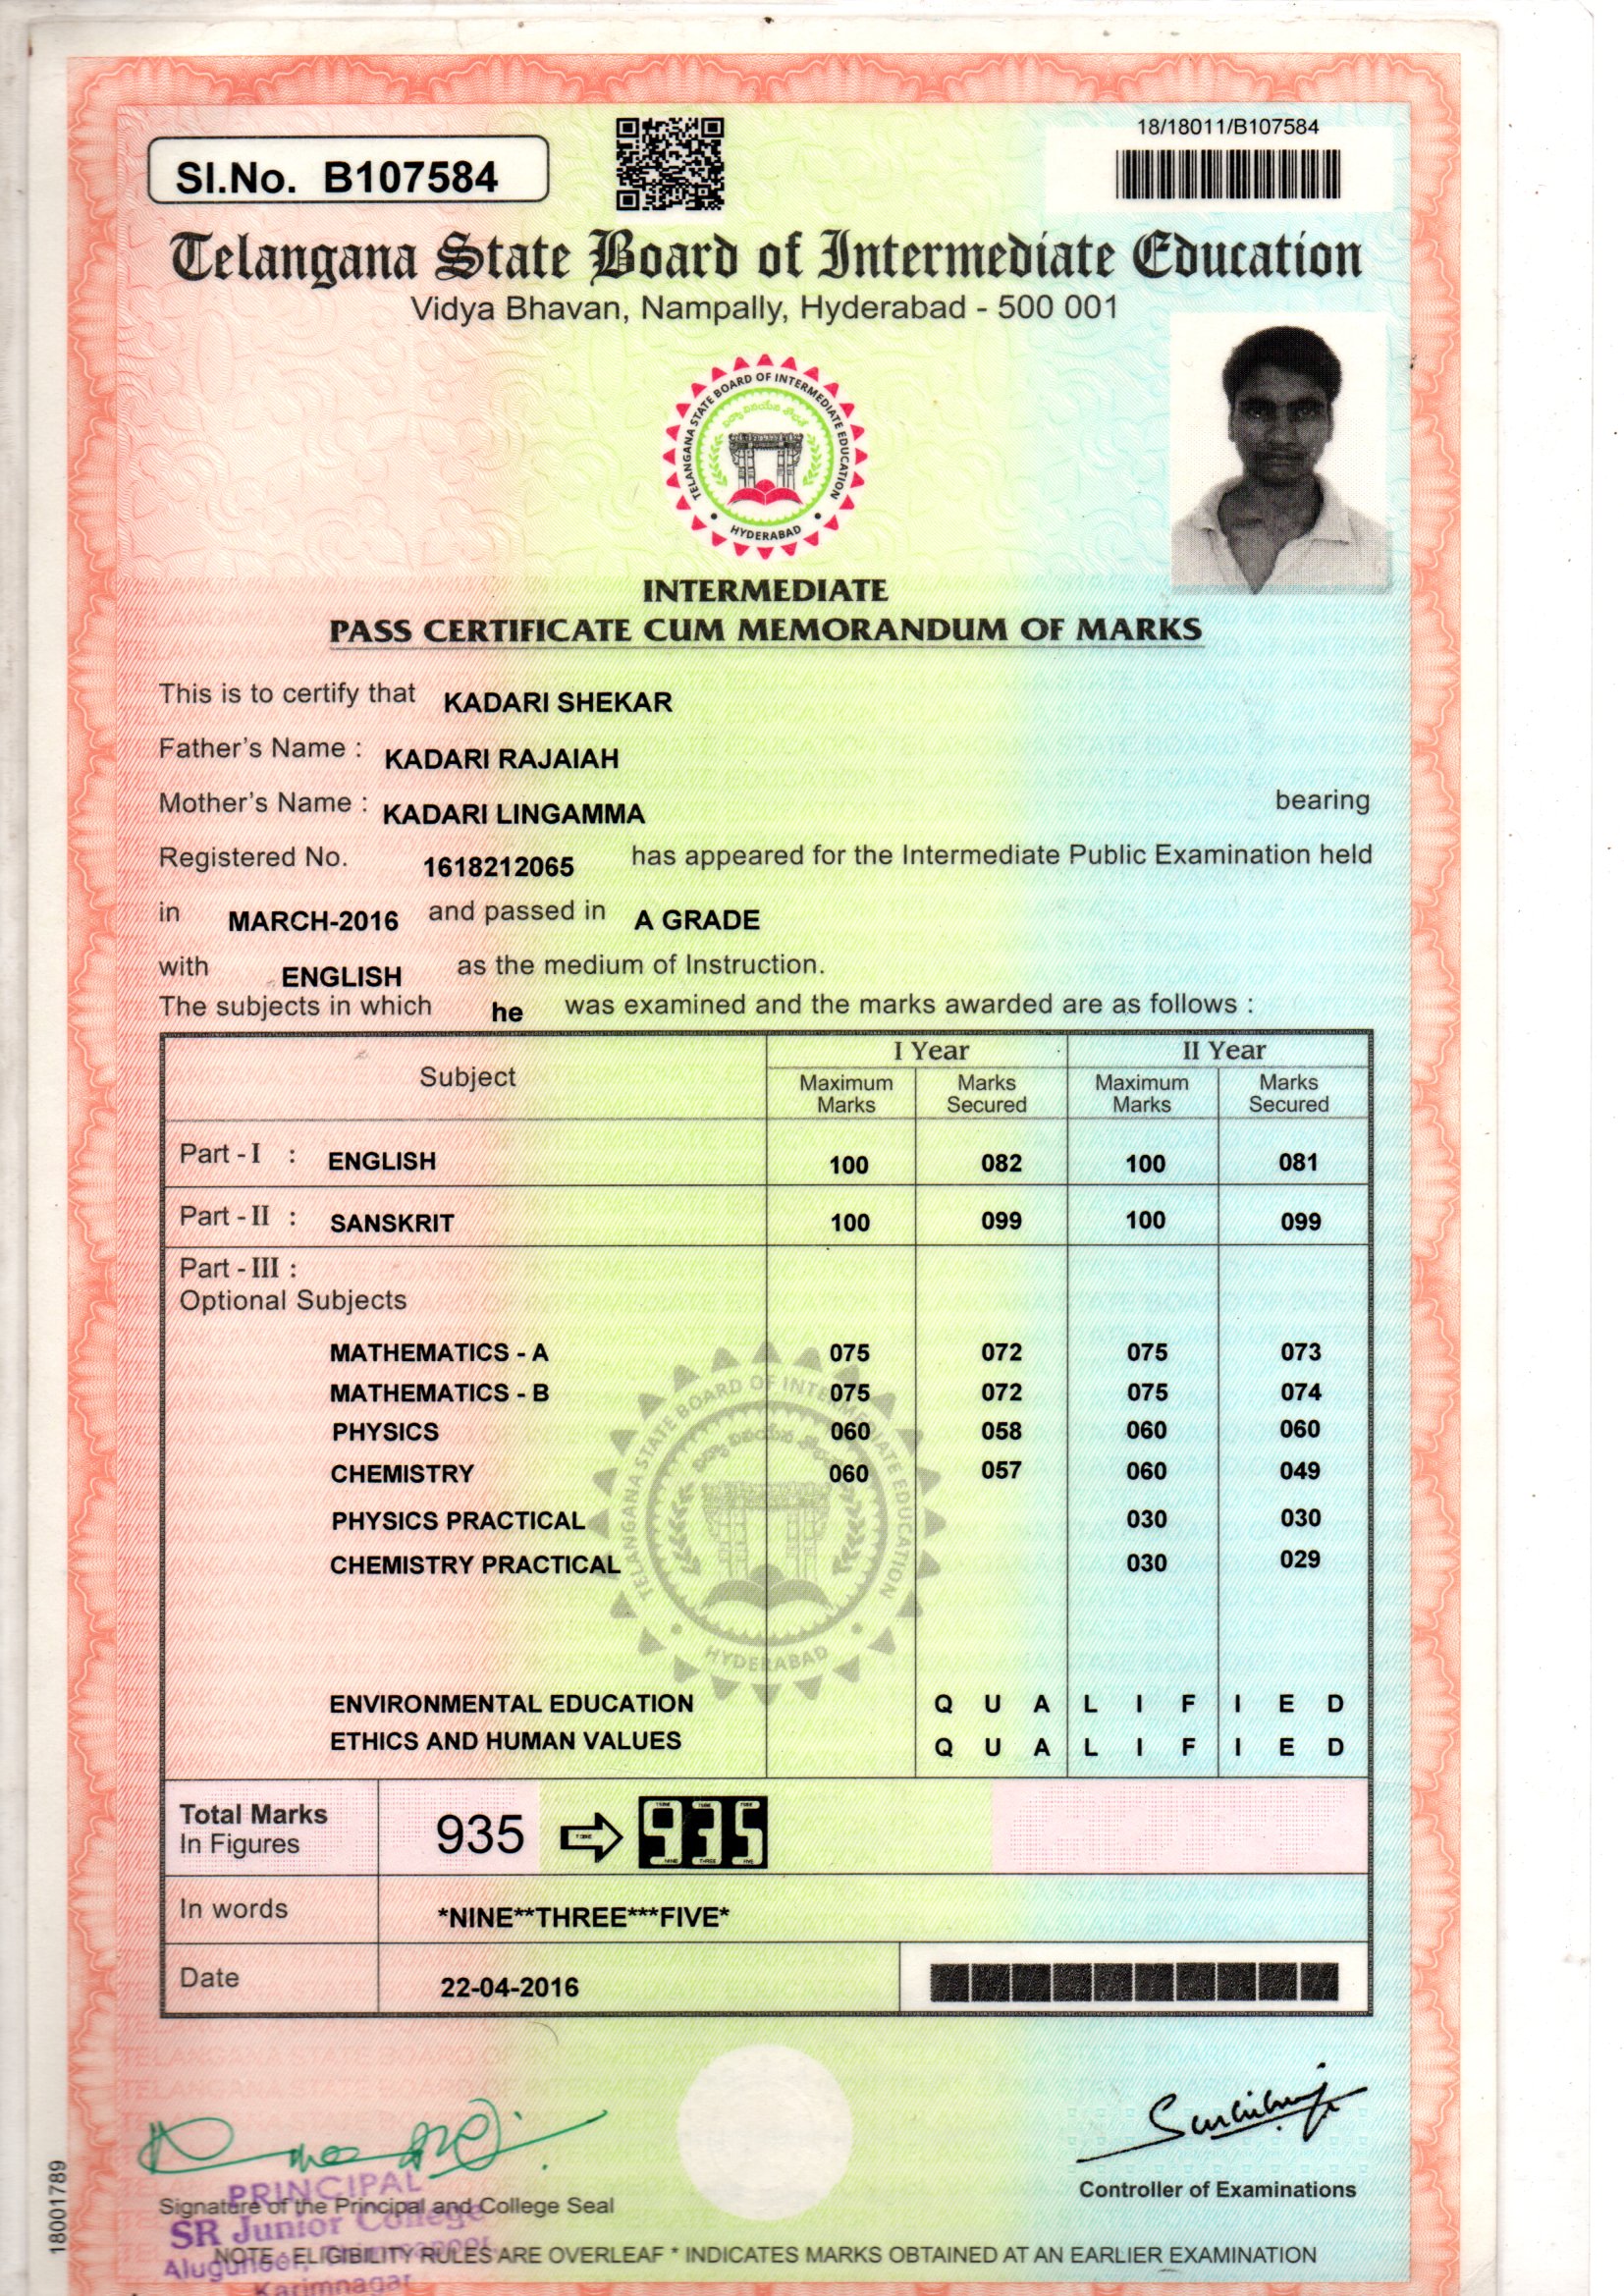 18/18011/B107584
SI.No. B107584
Telangana State Board of Intermediate Education
Vidya Bhavan, Nampally, Hyderabad - 500 001
TELANGANA STATE BOARD OF INTERMEDIATE EDUCATION
• HYDERABAD •
INTERMEDIATE
PASS CERTIFICATE CUM MEMORANDUM OF MARKS
This is to certify that KADARI SHEKAR
Father's Name : KADARI RAJAIAH
Mother's Name : KADARI LINGAMMA bearing
Registered No. 1618212065 has appeared for the Intermediate Public Examination held
in MARCH-2016 and passed in A GRADE
with ENGLISH as the medium of Instruction.
The subjects in which he was examined and the marks awarded are as follows :
Subject I Year II Year
Maximum Marks Marks Secured Maximum Marks Marks Secured
Part - I : ENGLISH 100 082 100 081
Part - II : SANSKRIT 100 099 100 099
Part - III :
Optional Subjects
MATHEMATICS - A 075 072 075 073
MATHEMATICS - B 075 072 075 074
PHYSICS 060 058 060 060
CHEMISTRY 060 057 060 049
PHYSICS PRACTICAL 030 030
CHEMISTRY PRACTICAL 030 029
TELANGANA STATE BOARD OF INTERMEDIATE EDUCATION
• HYDERABAD •
ENVIRONMENTAL EDUCATION Q U A L I F I E D
ETHICS AND HUMAN VALUES Q U A L I F I E D
Total Marks
In Figures 935 935
In words *NINE**THREE***FIVE*
Date 22-04-2016
Controller of Examinations
PRINCIPAL
Signature of the Principal and College Seal
SR Junior College
NOTE : ELIGIBILITY RULES ARE OVERLEAF * INDICATES MARKS OBTAINED AT AN EARLIER EXAMINATION
Karimnagar
18001789